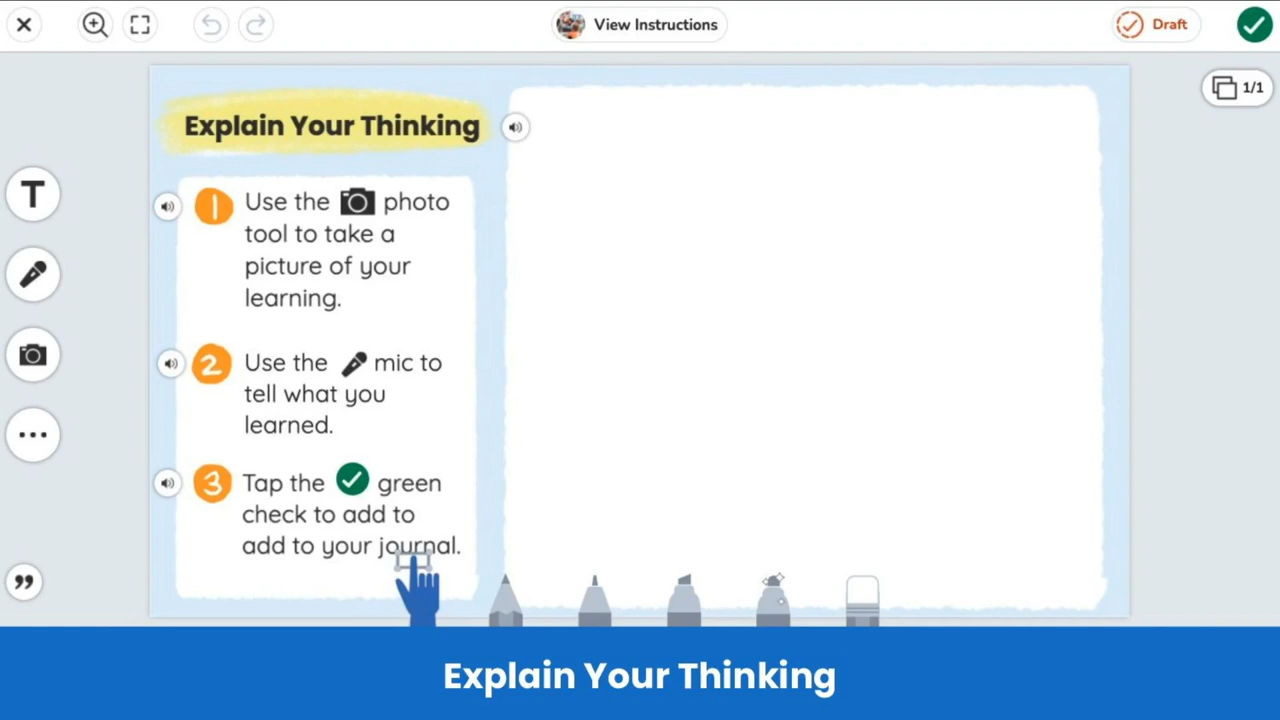 View Instructions
Draft
1/1
Explain Your Thinking
T
1 Use the photo
tool to take a
picture of your
learning.
2 Use the mic to
tell what you
learned.
3 Tap the green
check to add to
add to your journal.
Explain Your Thinking